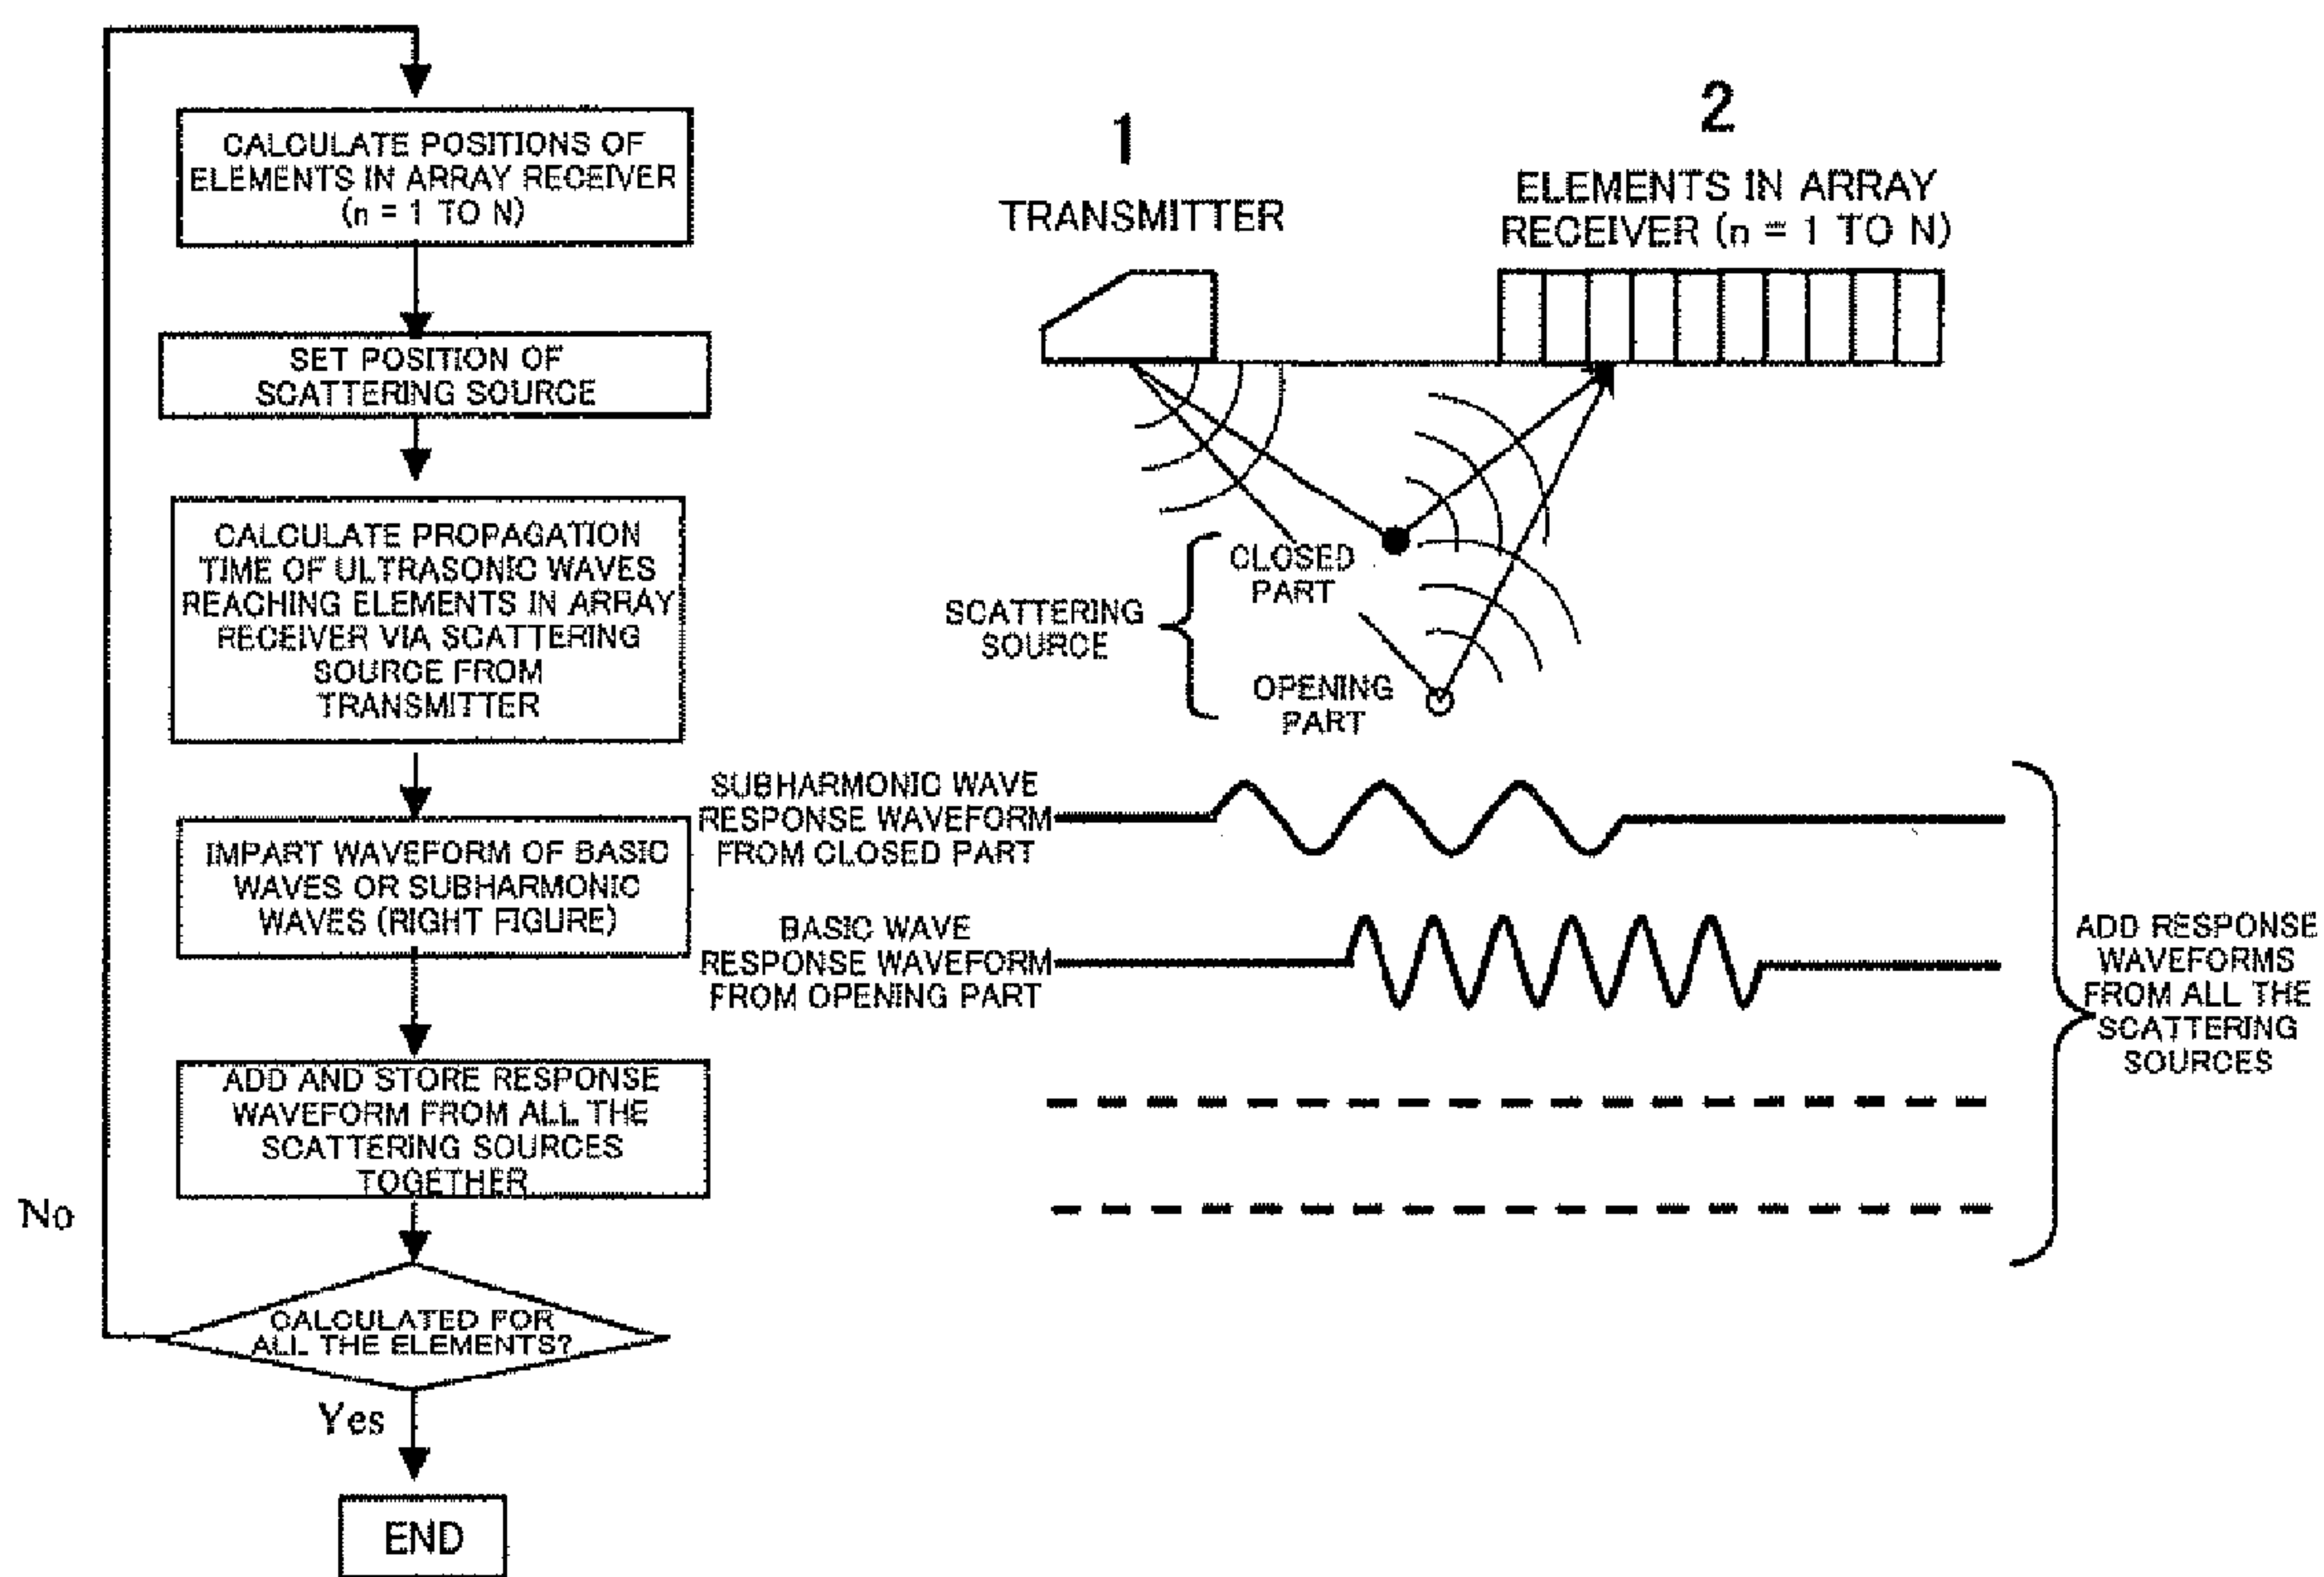 CALCULATE POSITIONS OF
ELEMENTS IN ARRAY RECEIVER
(n = 1 TO N)
SET POSITION OF
SCATTERING SOURCE
CALCULATE PROPAGATION
TIME OF ULTRASONIC WAVES
REACHING ELEMENTS IN ARRAY
RECEIVER VIA SCATTERING
SOURCE FROM
TRANSMITTER
IMPART WAVEFORM OF BASIC
WAVES OR SUBHARMONIC
WAVES (RIGHT FIGURE)
ADD AND STORE RESPONSE
WAVEFORM FROM ALL THE
SCATTERING SOURCES
TOGETHER
No
CALCULATED FOR
ALL THE ELEMENTS?
Yes
END
1
TRANSMITTER
2
ELEMENTS IN ARRAY
RECEIVER (n = 1 TO N)
SCATTERING
SOURCE
CLOSED
PART
OPENING
PART
SUBHARMONIC WAVE
RESPONSE WAVEFORM
FROM CLOSED PART
BASIC WAVE
RESPONSE WAVEFORM
FROM OPENING PART
ADD RESPONSE
WAVEFORMS
FROM ALL THE
SCATTERING
SOURCES